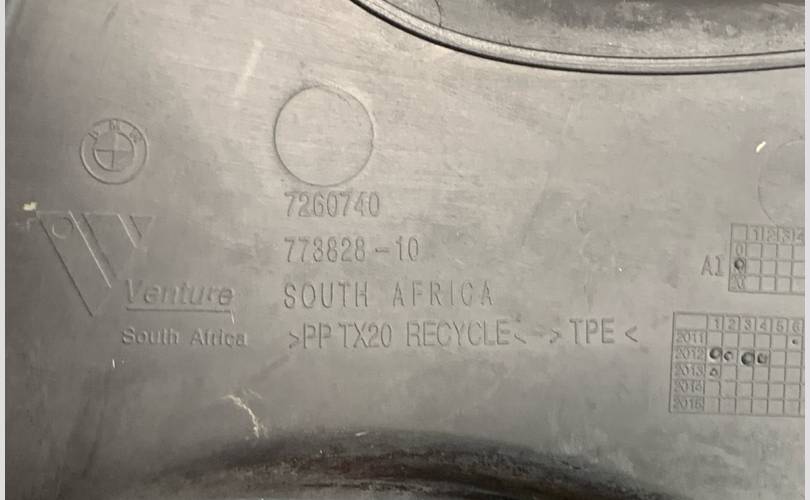 BMW
7260740
773828-10
Venture
SOUTH AFRICA
South Africa
>PP TX20 RECYCLE<->TPE<
1 2 3 4
A1
1 2 3 4 5 6
2011
2012
2013
2014
2015